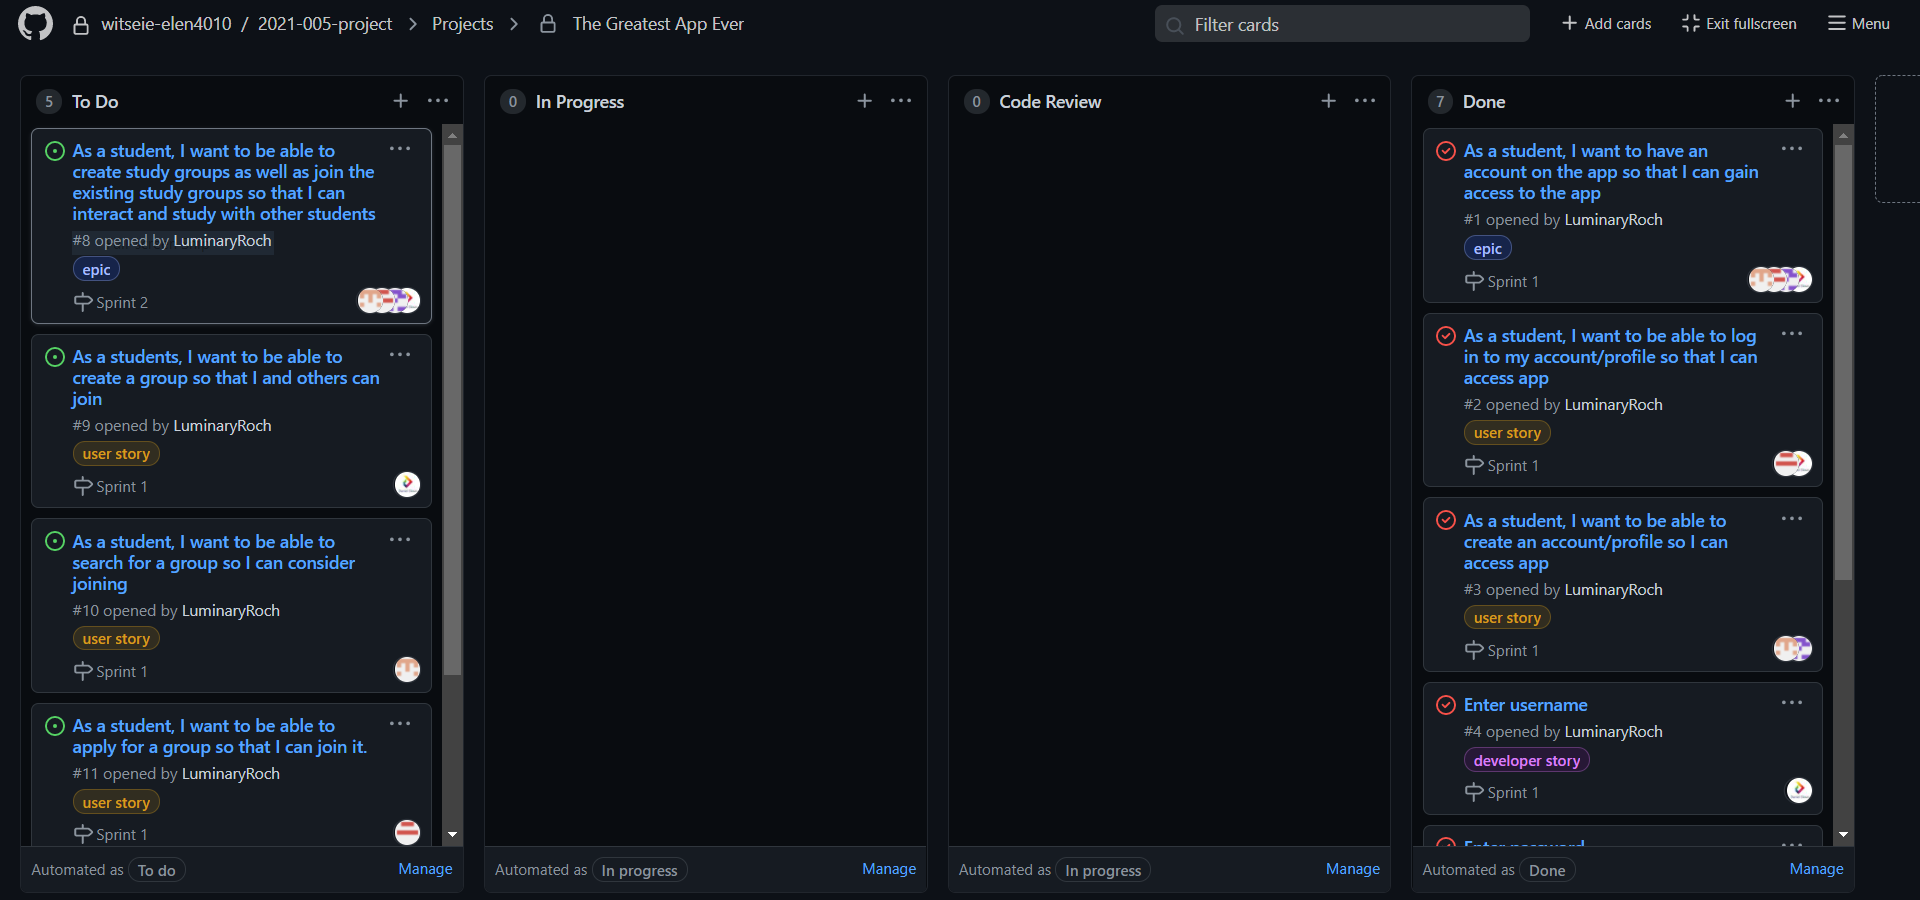 witseie-elen4010 / 2021-005-project > Projects > The Greatest App Ever
Filter cards
Add cards
Exit fullscreen
Menu
5 To Do
As a student, I want to be able to
create study groups as well as join the
existing study groups so that I can
interact and study with other students
#8 opened by LuminaryRoch
epic
Sprint 2
As a students, I want to be able to
create a group so that I and others can
join
#9 opened by LuminaryRoch
user story
Sprint 1
As a student, I want to be able to
search for a group so I can consider
joining
#10 opened by LuminaryRoch
user story
Sprint 1
As a student, I want to be able to
apply for a group so that I can join it.
#11 opened by LuminaryRoch
user story
Sprint 1
Automated as To do
Manage
0 In Progress
Automated as In progress
Manage
0 Code Review
Automated as In progress
Manage
7 Done
As a student, I want to have an
account on the app so that I can gain
access to the app
#1 opened by LuminaryRoch
epic
Sprint 1
As a student, I want to be able to log
in to my account/profile so that I can
access app
#2 opened by LuminaryRoch
user story
Sprint 1
As a student, I want to be able to
create an account/profile so I can
access app
#3 opened by LuminaryRoch
user story
Sprint 1
Enter username
#4 opened by LuminaryRoch
developer story
Sprint 1
Enter password
Automated as Done
Manage